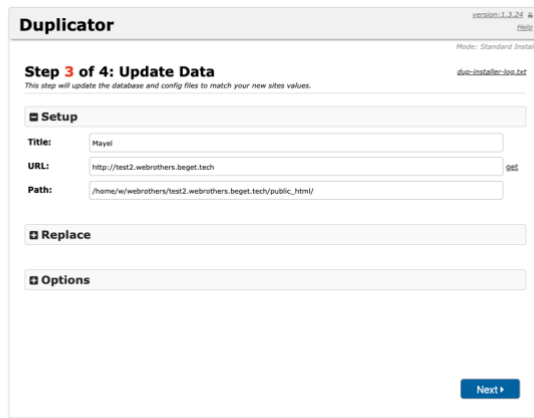 Duplicator
version:1.3.24 &
Help
Mode: Standard Instal
Step 3 of 4: Update Data
dup-installer-log.txt
This step will update the database and config files to match your new sites values.
Setup
Title:
Mayel
URL:
http://test2.webrothers.beget.tech
get
Path:
/home/w/webrothers/test2.webrothers.beget.tech/public_html/
Replace
Options
Next